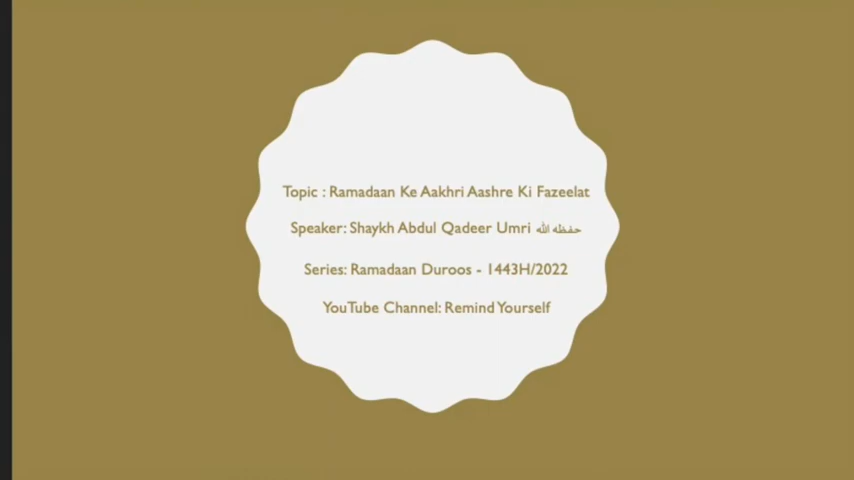 Topic : Ramadaan Ke Aakhri Aashre Ki Fazeelat
Speaker: Shaykh Abdul Qadeer Umri حفظه الله
Series: Ramadaan Duroos - 1443H/2022
YouTube Channel: Remind Yourself